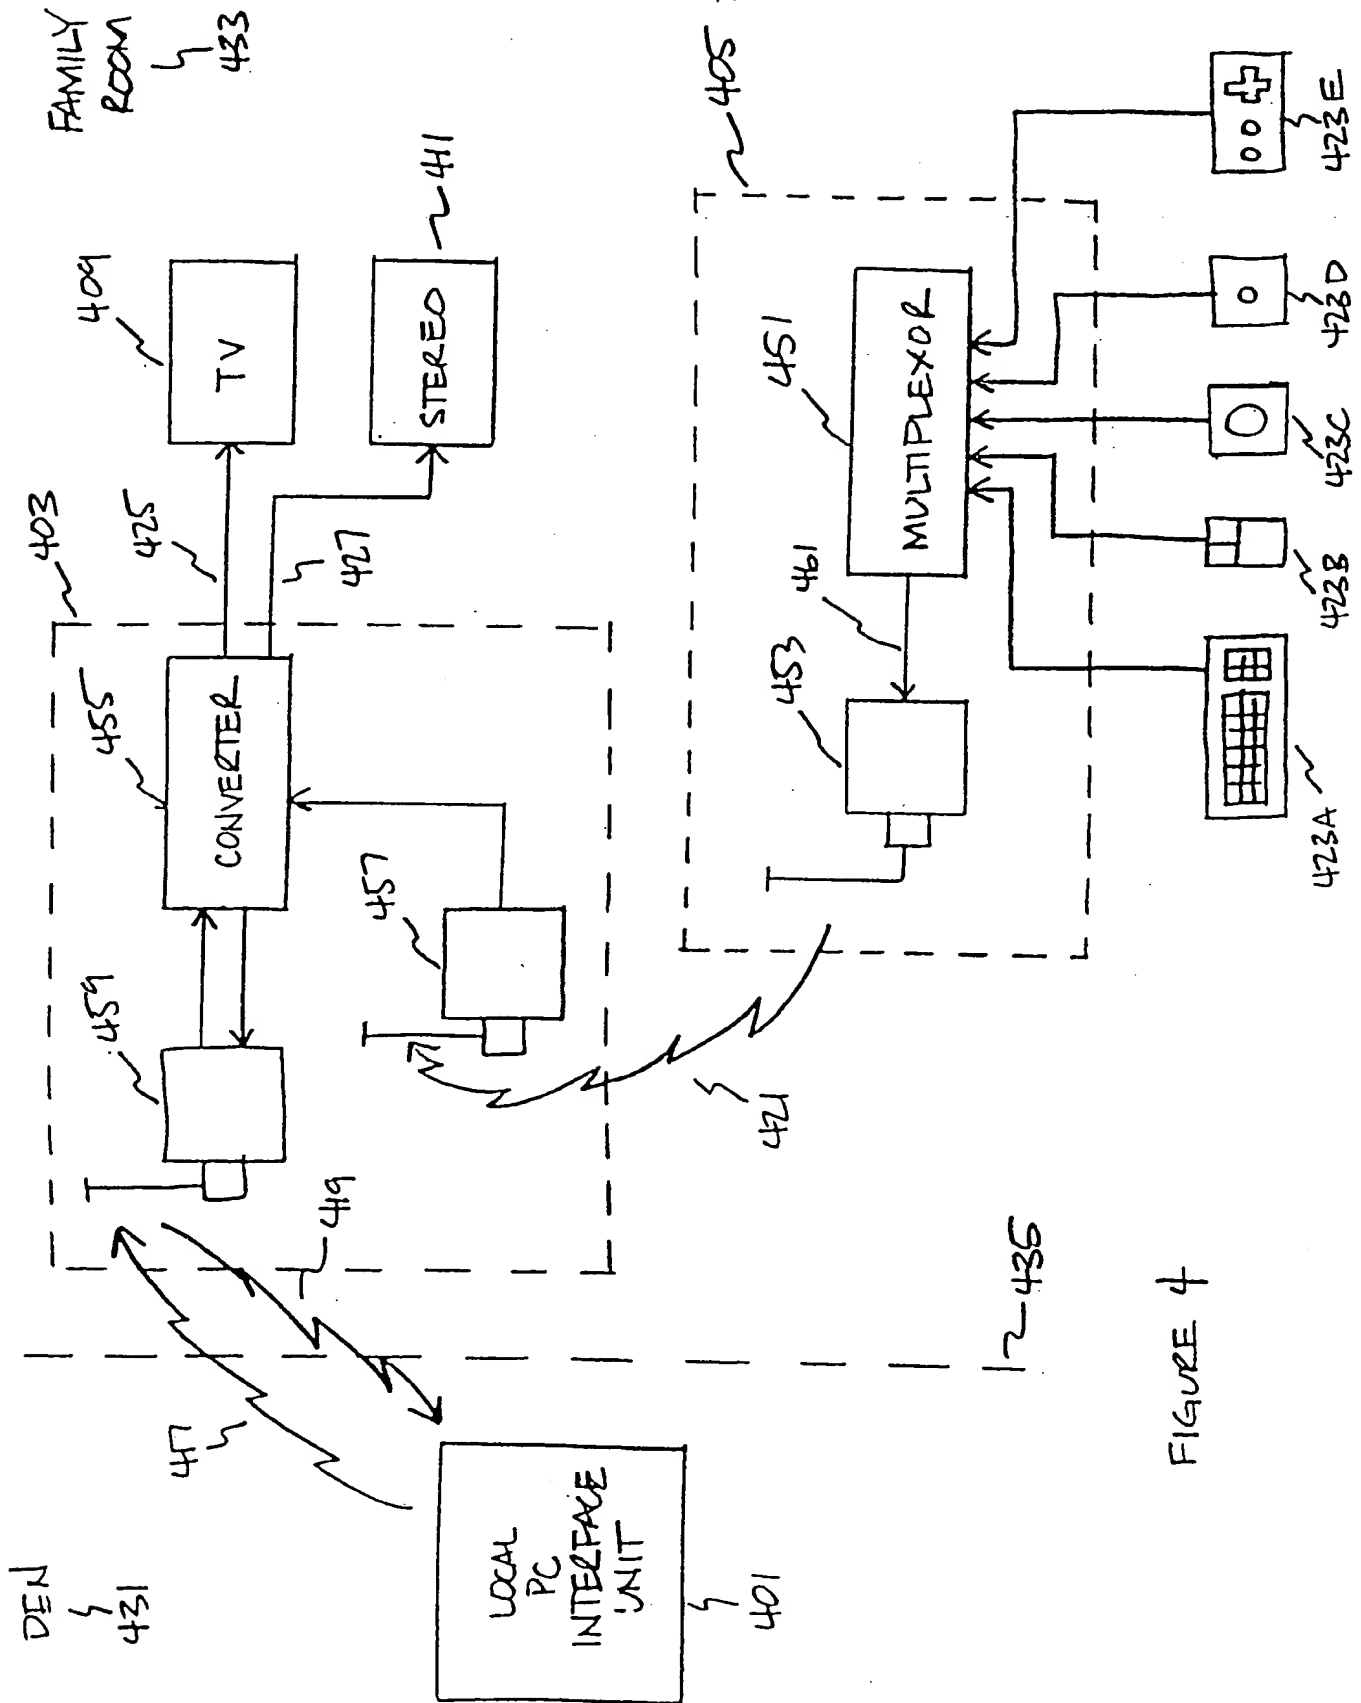 DEN
431
FAMILY
ROOM
433
417
419
459
455
403
CONVERTER
425
427
409
TV
411
STEREO
457
421
LOCAL
PC
INTERFACE
UNIT
401
435
405
453
461
451
MULTIPLEXOR
423A
423B
423C
423D
423E
FIGURE 4